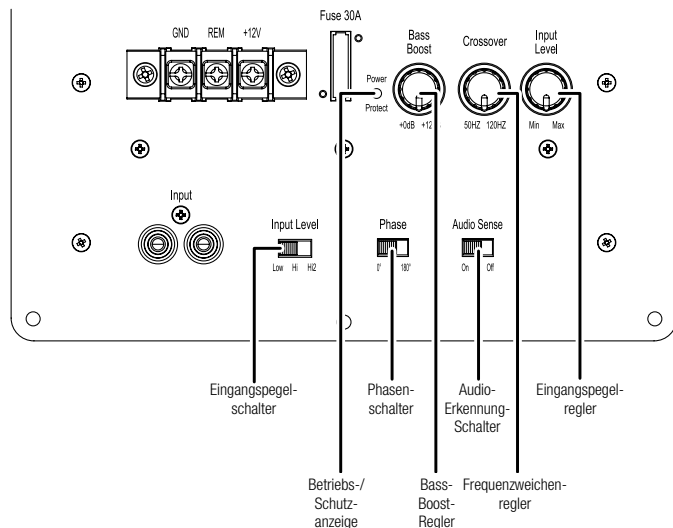 Fuse 30A
GND REM +12V
Bass
Boost
Crossover
Input
Level
Power
Protect
+0dB
50HZ 120HZ
Min Max
Input
Input Level
Phase
Audio Sense
Low Hi Hi2
0° 180°
On Off
Eingangspegel-
schalter
Phasen-
schalter
Audio-
Erkennung-
Schalter
Eingangspegel-
regler
Betriebs-/
Schutz-
anzeige
Bass-
Boost-
Regler
Frequenzweichen-
regler